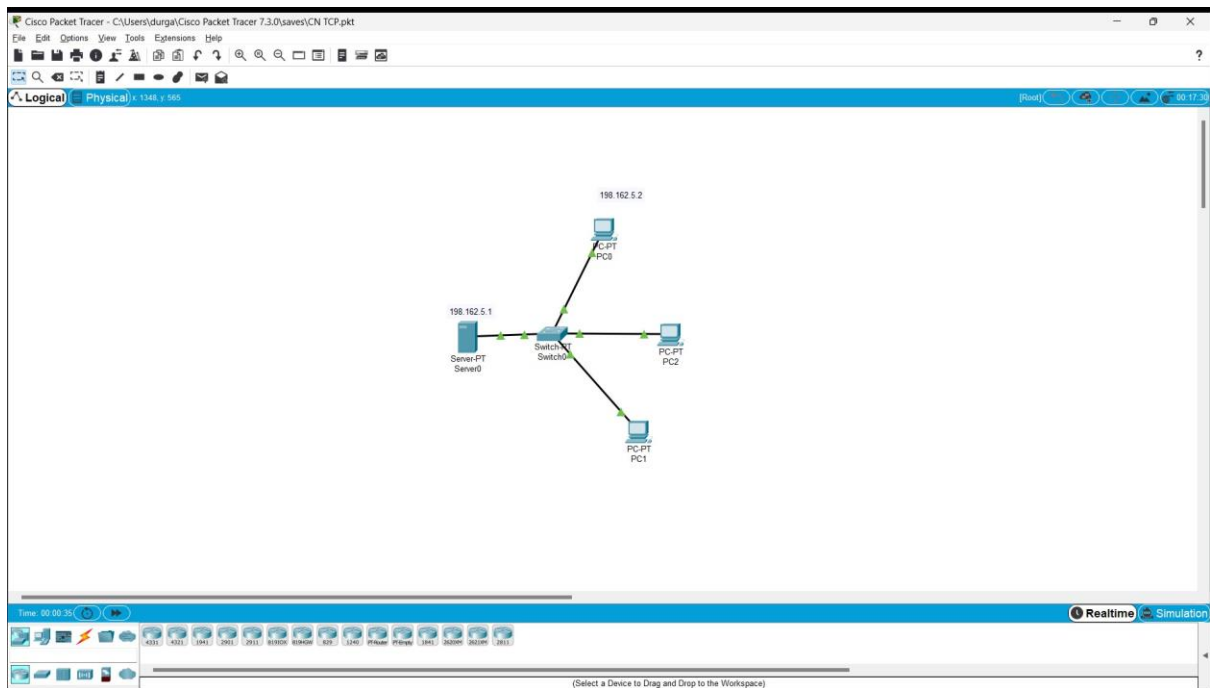 Cisco Packet Tracer - C:\Users\durga\Cisco Packet Tracer 7.3.0\saves\CN TCP.pkt
File Edit Options View Tools Extensions Help
?
Logical Physical x: 1348, y: 565 [Root] 00:17:30
198.162.5.2
PC-PT
PC0
198.162.5.1
Server-PT
Server0
Switch-PT
Switch0
PC-PT
PC2
PC-PT
PC1
Time: 00:00:35 Realtime Simulation
4331 4321 1941 2901 2911 819IOX 819HGW 829 1240 PT-Router PT-Empty 1841 2620XM 2621XM 2811
(Select a Device to Drag and Drop to the Workspace)